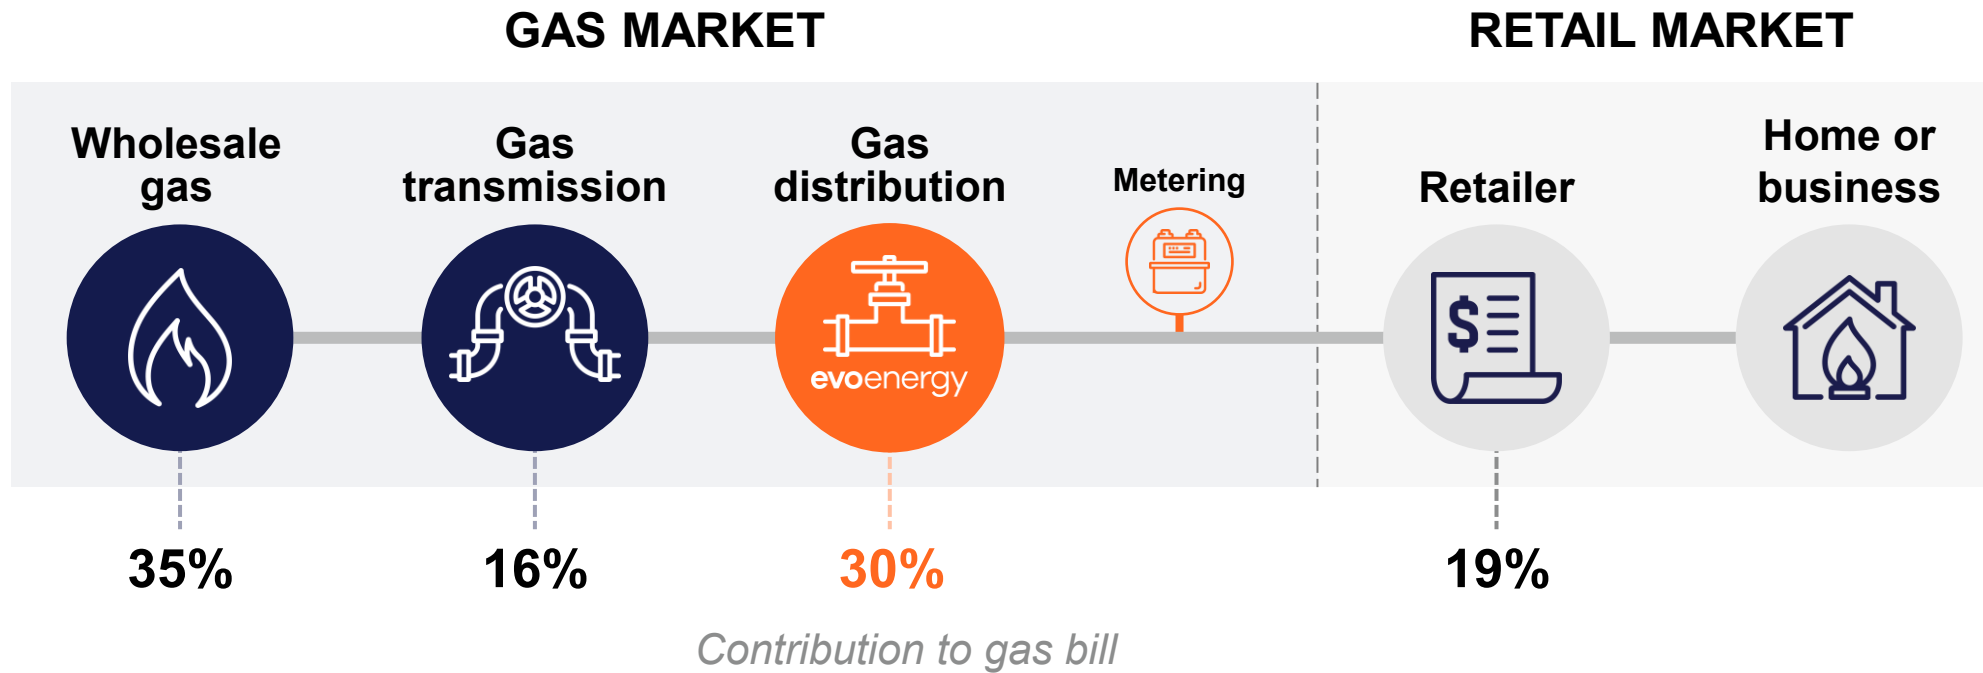 GAS MARKET
RETAIL MARKET
Wholesale
gas
Gas
transmission
Gas
distribution
Metering
Retailer
Home or
business
evoenergy
$
35%
16%
30%
19%
Contribution to gas bill